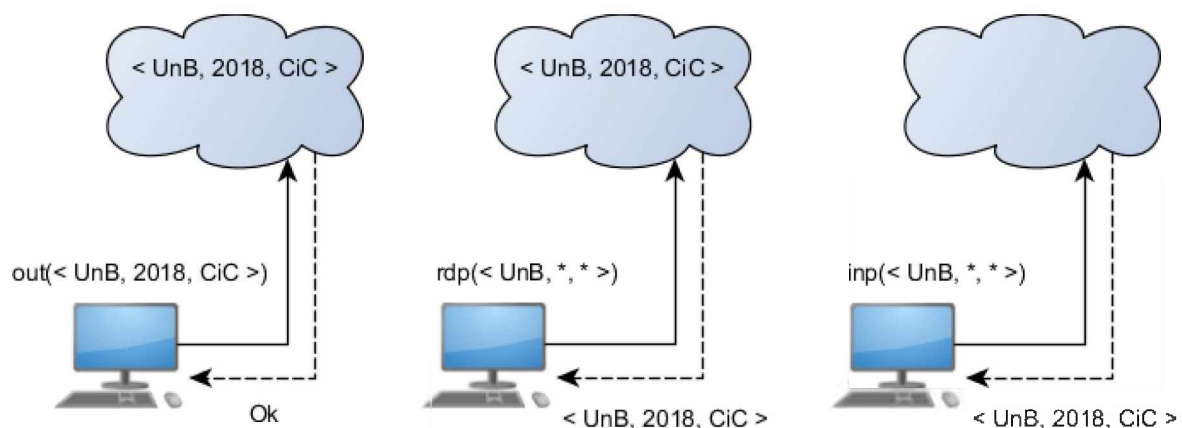 < UnB, 2018, CiC >
out(< UnB, 2018, CiC >)
Ok
< UnB, 2018, CiC >
rdp(< UnB, *, * >)
< UnB, 2018, CiC >
inp(< UnB, *, * >)
< UnB, 2018, CiC >